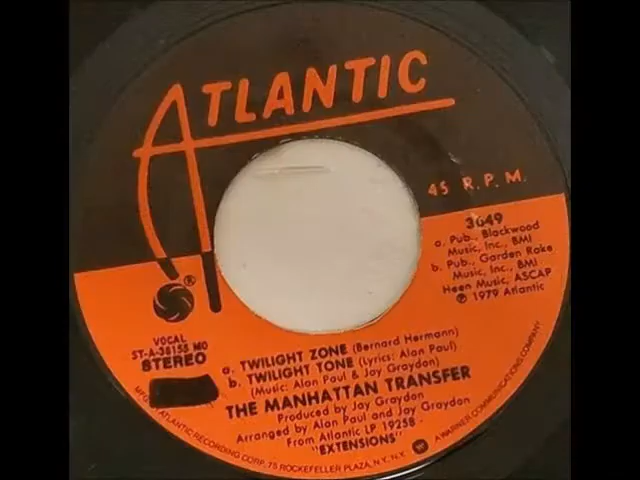 ATLANTIC
®
45 R.P.M.
3649
a. Pub., Blackwood
Music, Inc., BMI
b. Pub., Garden Rake
Music, Inc., BMI
Heen Music, ASCAP
℗ 1979 Atlantic
VOCAL
ST-A-38155 MO
STEREO
a. TWILIGHT ZONE (Bernard Hermann)
b. TWILIGHT TONE (Lyrics: Alan Paul)
(Music: Alan Paul & Jay Graydon)
THE MANHATTAN TRANSFER
Produced by Jay Graydon
Arranged by Alan Paul and Jay Graydon
From Atlantic LP 19258 -
"EXTENSIONS"
MFG. BY ATLANTIC RECORDING CORP., 75 ROCKEFELLER PLAZA, N.Y., N.Y. W A WARNER COMMUNICATIONS COMPANY